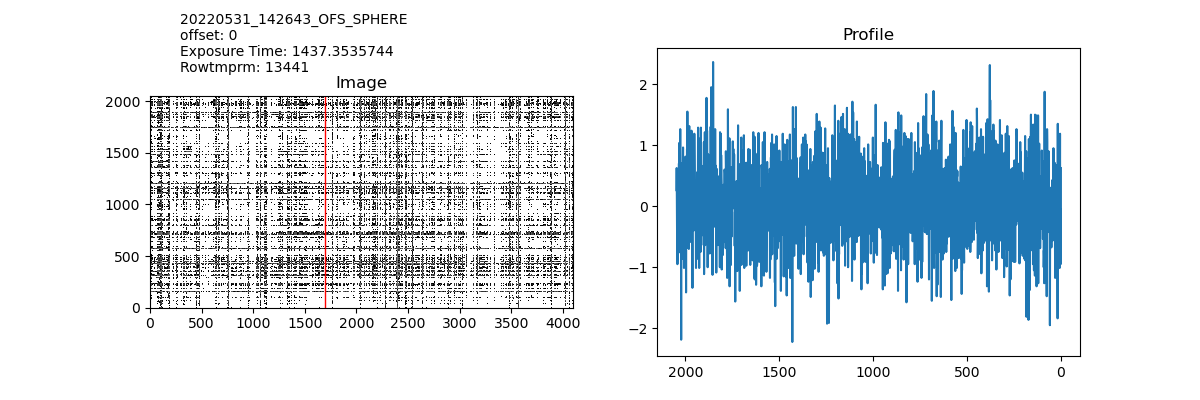 20220531_142643_OFS_SPHERE
offset: 0
Exposure Time: 1437.3535744
Rowtmprm: 13441
Image
2000
1500
1000
500
0
0 500 1000 1500 2000 2500 3000 3500 4000
Profile
2
1
0
−1
−2
2000 1500 1000 500 0